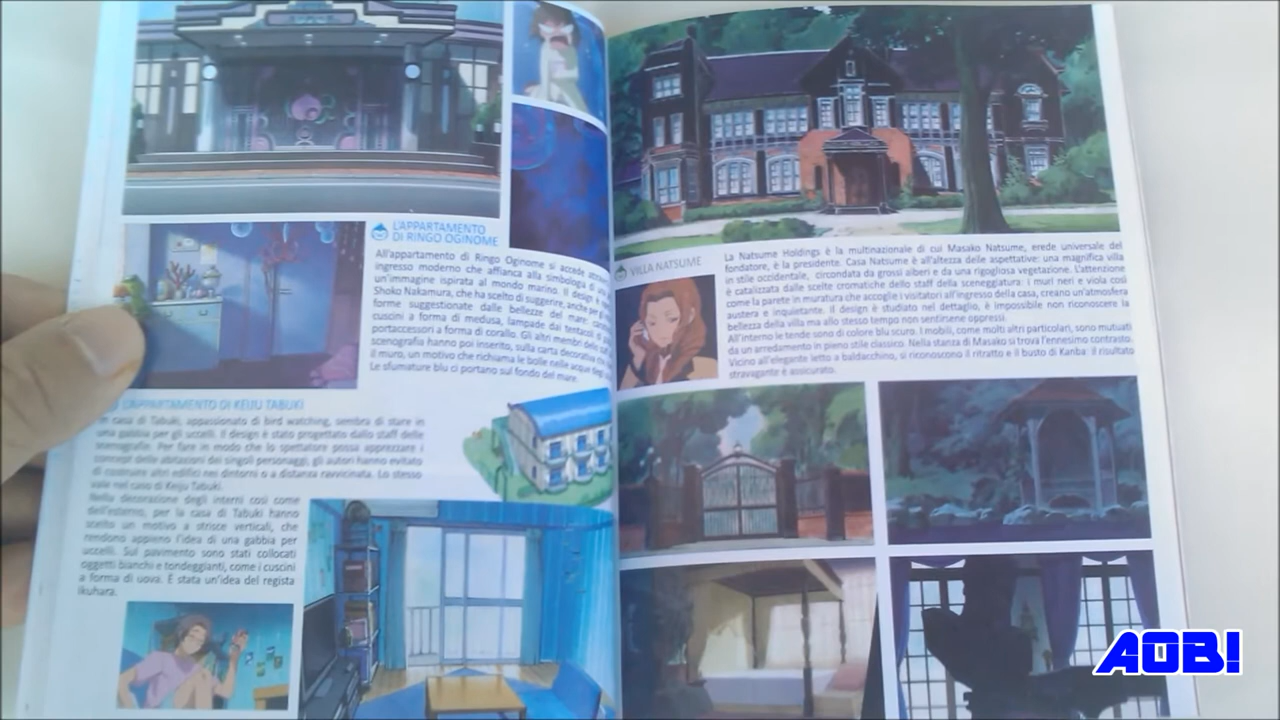 L'APPARTAMENTO
DI RINGO OGINOME
All'appartamento di Ringo Oginome si accede
ingresso moderno che affianca alla simbologia di
un'immagine ispirata al mondo marino. Il design è
Shoko Nakamura, che ha scelto di suggerire, anche per
forme suggestionate dalle bellezze del mare:
cuscini a forma di medusa, lampade dai tentacoli
portaccessori a forma di corallo. Gli altri membri dello
scenografia hanno poi inserito, sulla carta decorativa
il muro, un motivo che richiama le bolle nelle acque degli
Le sfumature blu ci portano sul fondo del mare.
L'APPARTAMENTO DI KEIJU TABUKI
In casa di Tabuki, appassionato di bird watching, sembra di stare in
una gabbia per gli uccelli. Il design è stato progettato dallo staff delle
scenografie. Per fare in modo che lo spettatore possa apprezzare i
concept delle abitazioni dei singoli personaggi, gli autori hanno evitato
di costruire altri edifici nei dintorni o a distanza ravvicinata. Lo stesso
vale nel caso di Keiju Tabuki.
Nella decorazione degli interni così come
dell'esterno, per la casa di Tabuki hanno
scelto un motivo a strisce verticali, che
rendono appieno l'idea di una gabbia per
uccelli. Sul pavimento sono stati collocati
oggetti bianchi e tondeggianti, come i cuscini
a forma di uova. È stata un'idea del regista
Ikuhara.
VILLA NATSUME
La Natsume Holdings è la multinazionale di cui Masako Natsume, erede universale del
fondatore, è la presidente. Casa Natsume è all'altezza delle aspettative: una magnifica villa
in stile occidentale, circondata da grossi alberi e da una rigogliosa vegetazione. L'attenzione
è catalizzata dalle scelte cromatiche dello staff della sceneggiatura: i muri neri e viola così
come la parete in muratura che accoglie i visitatori all'ingresso della casa, creano un'atmosfera
austera e inquietante. Il design è studiato nel dettaglio, è impossibile non riconoscere la
bellezza della villa ma allo stesso tempo non sentirsene oppressi.
All'interno le tende sono di colore blu scuro. I mobili, come molti altri particolari, sono mutuati
da un arredamento in pieno stile classico. Nella stanza di Masako si trova l'ennesimo contrasto.
Vicino all'elegante letto a baldacchino, si riconoscono il ritratto e il busto di Kanba: il risultato
stravagante è assicurato.
AOB!